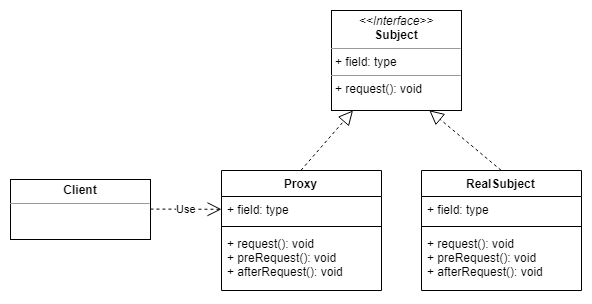 <<Interface>>
Subject
+ field: type
+ request(): void
Client
Use
Proxy
+ field: type
+ request(): void
+ preRequest(): void
+ afterRequest(): void
RealSubject
+ field: type
+ request(): void
+ preRequest(): void
+ afterRequest(): void